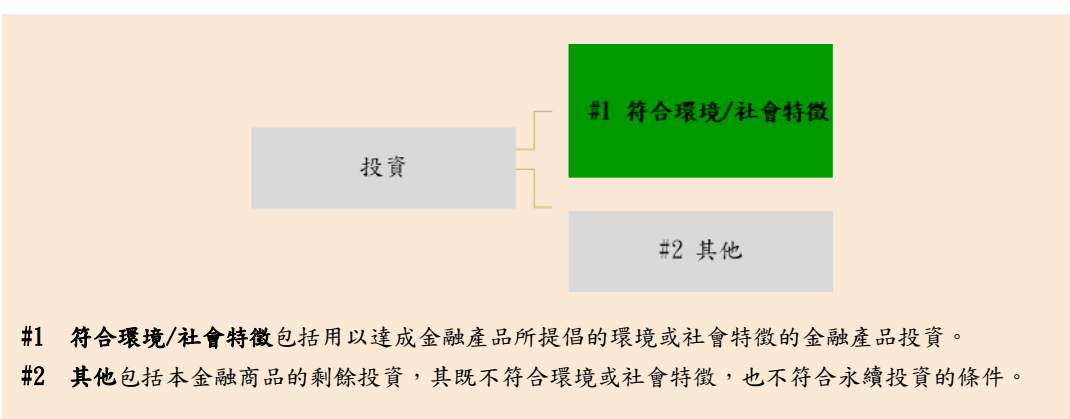 #1 符合環境/社會特徵
投資
#2 其他
#1 符合環境/社會特徵包括用以達成金融產品所提倡的環境或社會特徵的金融產品投資。
#2 其他包括本金融商品的剩餘投資，其既不符合環境或社會特徵，也不符合永續投資的條件。